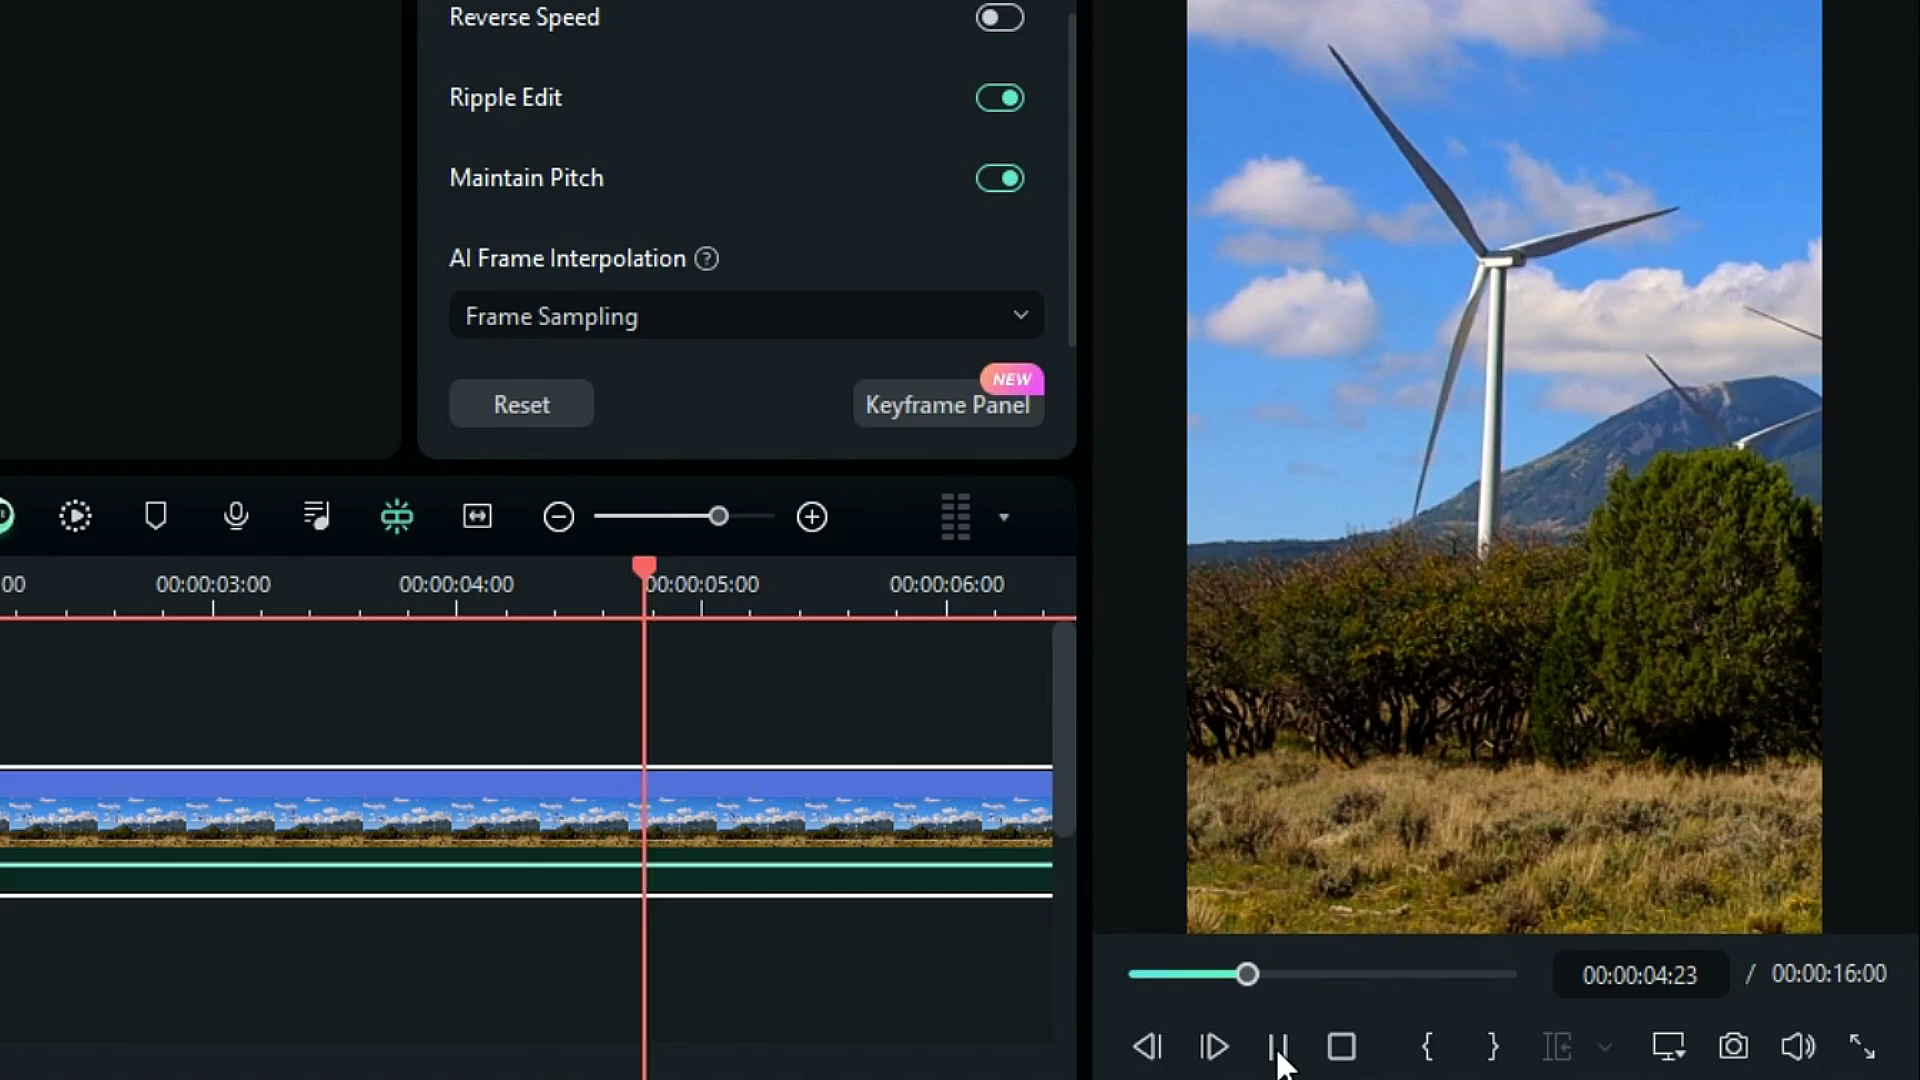 Reverse Speed
Ripple Edit
Maintain Pitch
AI Frame Interpolation ?
Frame Sampling
NEW
Reset
Keyframe Panel
00
00:00:03:00
00:00:04:00
00:00:05:00
00:00:06:00
00:00:04:23 / 00:00:16:00